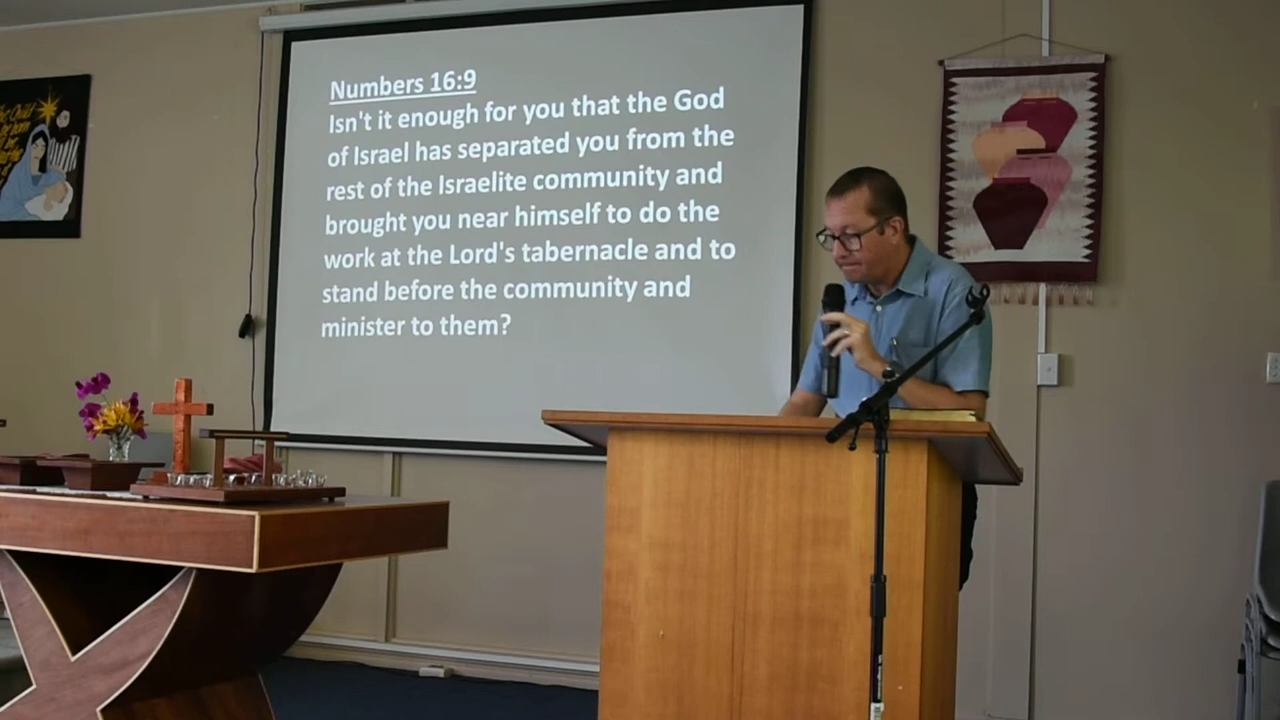 Numbers 16:9
Isn't it enough for you that the God
of Israel has separated you from the
rest of the Israelite community and
brought you near himself to do the
work at the Lord's tabernacle and to
stand before the community and
minister to them?